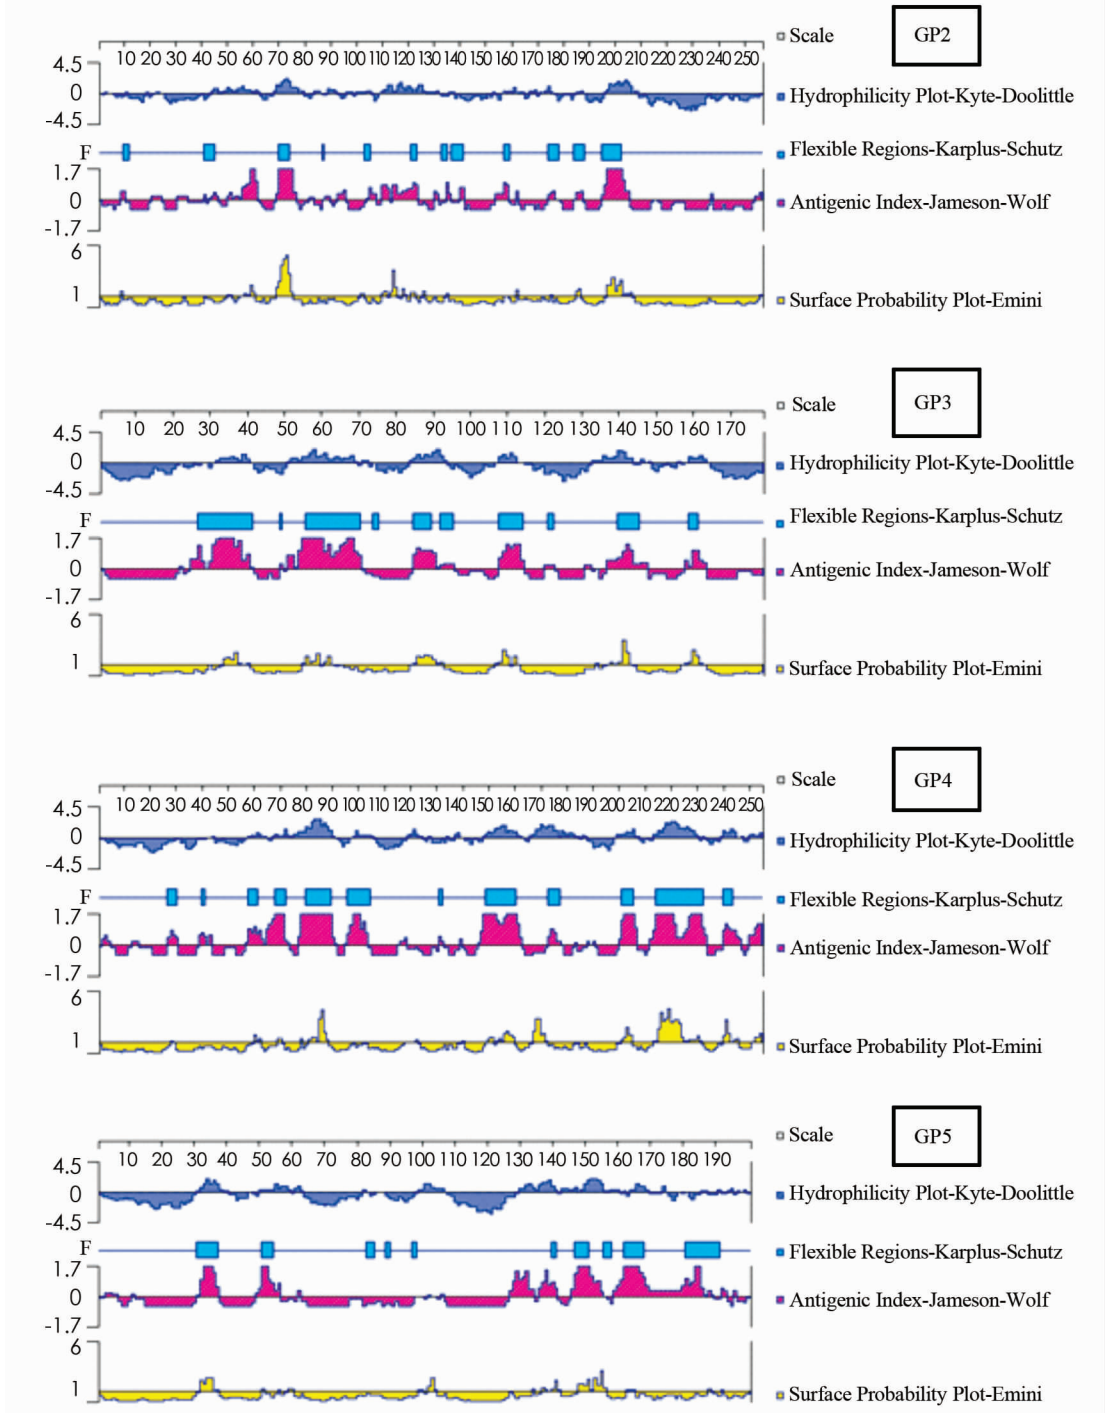 Scale GP2
10 20 30 40 50 60 70 80 90 100 110 120 130 140 150 160 170 180 190 200 210 220 230 240 250
4.5
0
Hydrophilicity Plot-Kyte-Doolittle
-4.5
F Flexible Regions-Karplus-Schutz
1.7
0 Antigenic Index-Jameson-Wolf
-1.7
6
1 Surface Probability Plot-Emini
Scale GP3
10 20 30 40 50 60 70 80 90 100 110 120 130 140 150 160 170
4.5
0 Hydrophilicity Plot-Kyte-Doolittle
-4.5
F Flexible Regions-Karplus-Schutz
1.7
0 Antigenic Index-Jameson-Wolf
-1.7
6
1 Surface Probability Plot-Emini
Scale GP4
10 20 30 40 50 60 70 80 90 100 110 120 130 140 150 160 170 180 190 200 210 220 230 240 250
4.5
0 Hydrophilicity Plot-Kyte-Doolittle
-4.5
F Flexible Regions-Karplus-Schutz
1.7
0 Antigenic Index-Jameson-Wolf
-1.7
6
1 Surface Probability Plot-Emini
Scale GP5
10 20 30 40 50 60 70 80 90 100 110 120 130 140 150 160 170 180 190
4.5
0 Hydrophilicity Plot-Kyte-Doolittle
-4.5
F Flexible Regions-Karplus-Schutz
1.7
0 Antigenic Index-Jameson-Wolf
-1.7
6
1 Surface Probability Plot-Emini